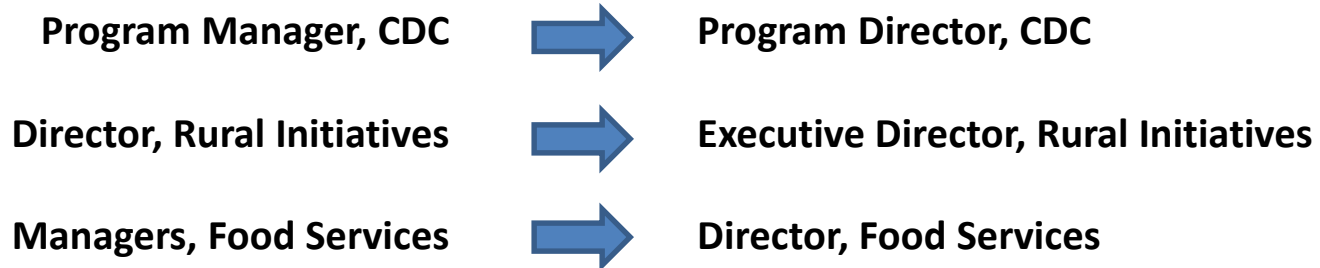 Program Manager, CDC Program Director, CDC
Director, Rural Initiatives Executive Director, Rural Initiatives
Managers, Food Services Director, Food Services